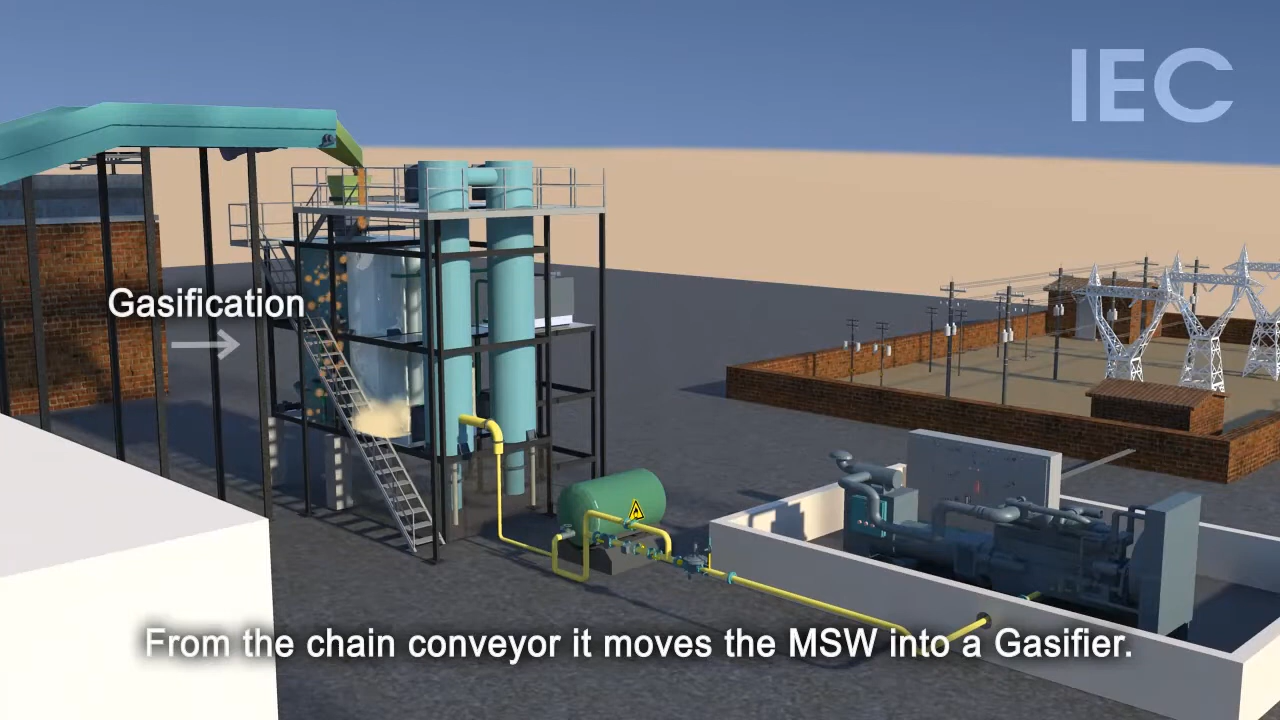 IEC
Gasification
From the chain conveyor it moves the MSW into a Gasifier.